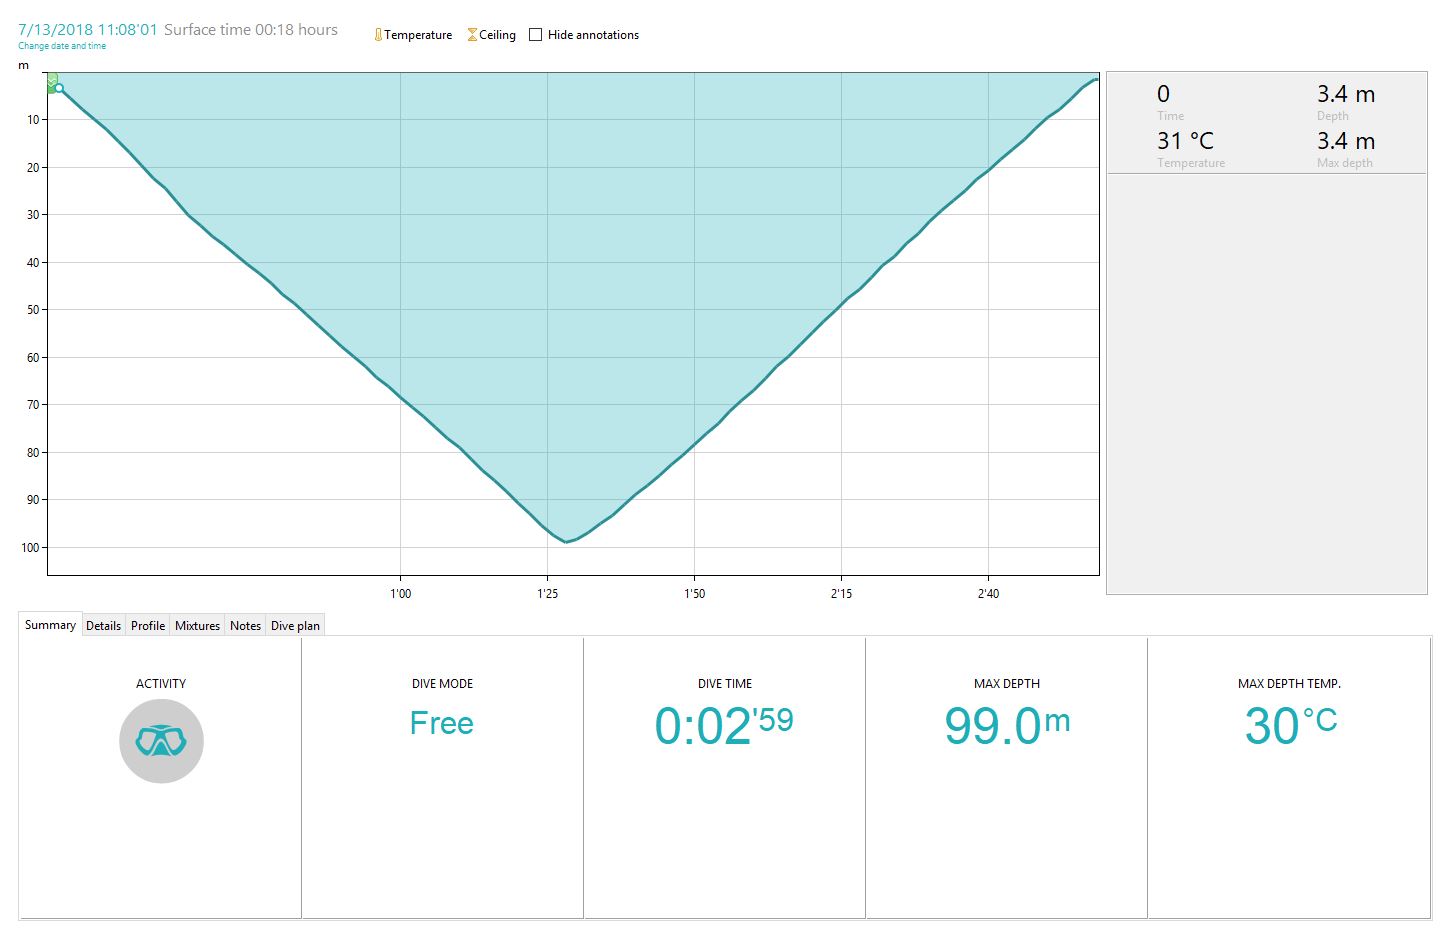 7/13/2018 11:08'01 Surface time 00:18 hours
Change date and time
Temperature Ceiling Hide annotations
m
10
20
30
40
50
60
70
80
90
100
1'00 1'25 1'50 2'15 2'40
0 3.4 m
Time Depth
31 °C 3.4 m
Temperature Max depth
Summary Details Profile Mixtures Notes Dive plan
ACTIVITY DIVE MODE DIVE TIME MAX DEPTH MAX DEPTH TEMP.
Free 0:02'59 99.0m 30°C